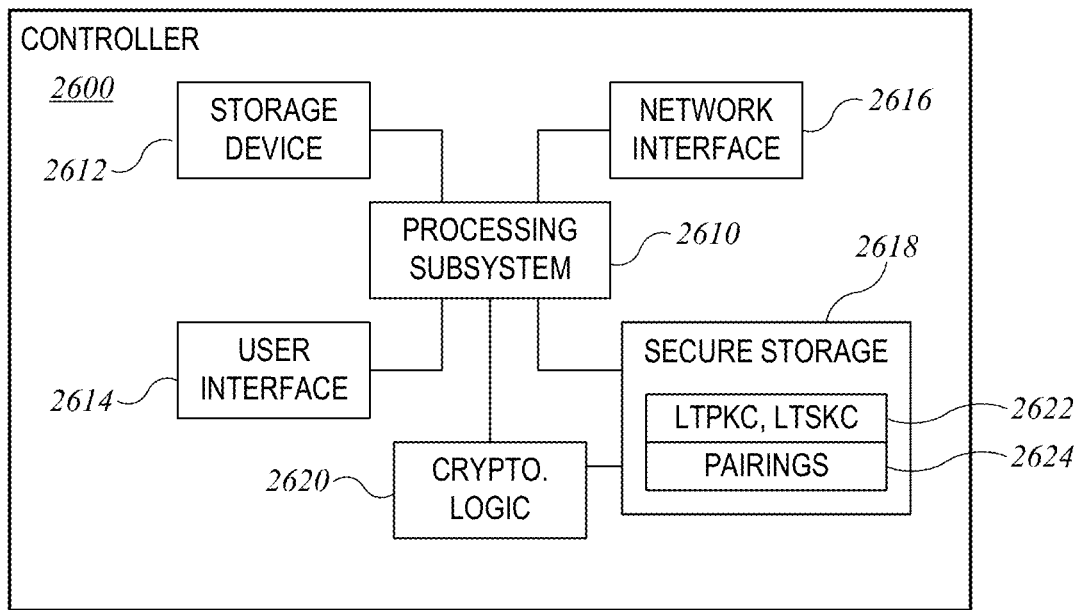 CONTROLLER
2600
STORAGE
DEVICE
2612
NETWORK
INTERFACE
2616
PROCESSING
SUBSYSTEM
2610
2618
USER
INTERFACE
2614
SECURE STORAGE
LTPKC, LTSKC
2622
PAIRINGS
2624
CRYPTO.
LOGIC
2620